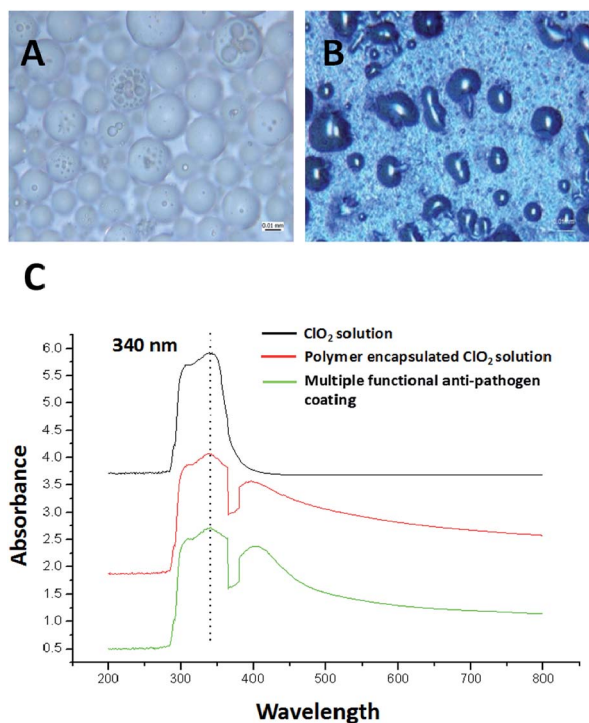 A
B
0.01 mm
C
340 nm
ClO₂ solution
Polymer encapsulated ClO₂ solution
Multiple functional anti-pathogen
coating
6.0
5.5
5.0
4.5
4.0
3.5
3.0
2.5
2.0
1.5
1.0
0.5
Absorbance
200 300 400 500 600 700 800
Wavelength